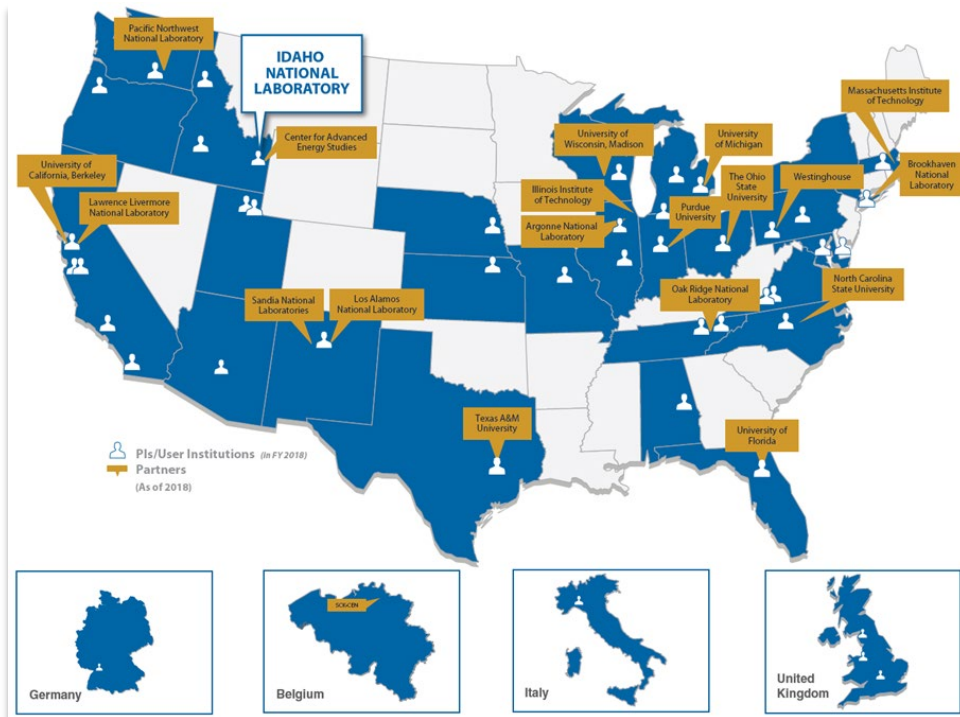 Pacific Northwest
National Laboratory
IDAHO
NATIONAL
LABORATORY
Center for Advanced
Energy Studies
University of
California, Berkeley
Lawrence Livermore
National Laboratory
Sandia National
Laboratories
Los Alamos
National Laboratory
Texas A&M
University
University of
Wisconsin, Madison
University
of Michigan
Illinois Institute
of Technology
Argonne National
Laboratory
Purdue
University
The Ohio
State
University
Westinghouse
Massachusetts Institute
of Technology
Brookhaven
National
Laboratory
Oak Ridge National
Laboratory
North Carolina
State University
University of
Florida
PIs/User Institutions (in FY 2018)
Partners
(As of 2018)
Germany
SCK•CEN
Belgium
Italy
United
Kingdom